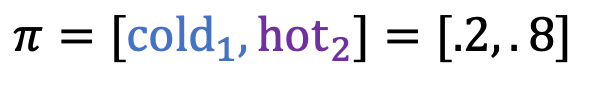 π = [cold₁, hot₂] = [.2, .8]